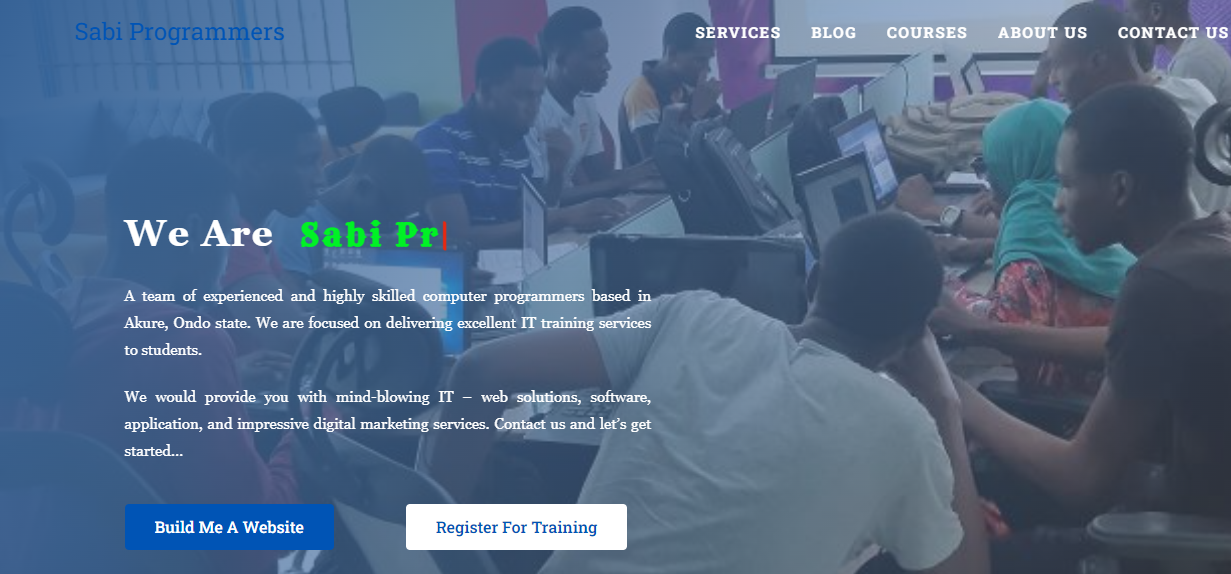 Sabi Programmers
SERVICES BLOG COURSES ABOUT US CONTACT US
We Are Sabi Pr
A team of experienced and highly skilled computer programmers based in
Akure, Ondo state. We are focused on delivering excellent IT training services
to students.
We would provide you with mind-blowing IT – web solutions, software,
application, and impressive digital marketing services. Contact us and let's get
started...
Build Me A Website
Register For Training